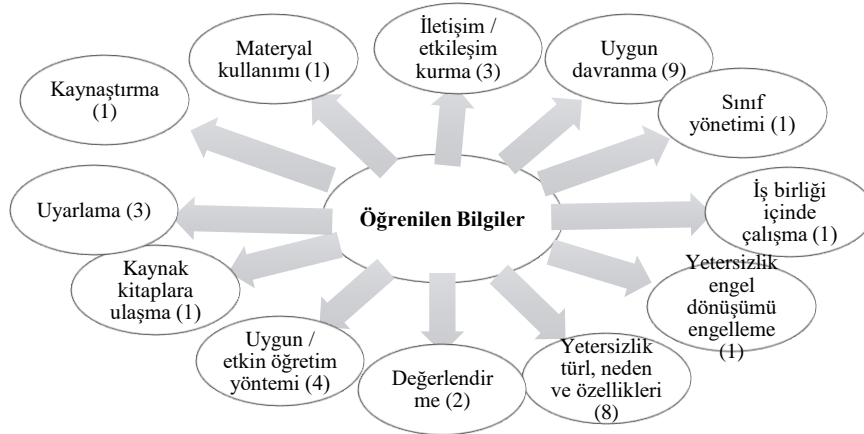 Materyal
kullanımı (1)
İletişim /
etkileşim
kurma (3)
Uygun
davranma (9)
Kaynaştırma
(1)
Sınıf
yönetimi (1)
Uyarlama (3)
Öğrenilen Bilgiler
İş birliği
içinde
çalışma (1)
Kaynak
kitaplara
ulaşma (1)
Yetersizlik
engel
dönüşümü
engelleme
(1)
Uygun /
etkin öğretim
yöntemi (4)
Değerlendir
me (2)
Yetersizlik
türl, neden
ve özellikleri
(8)